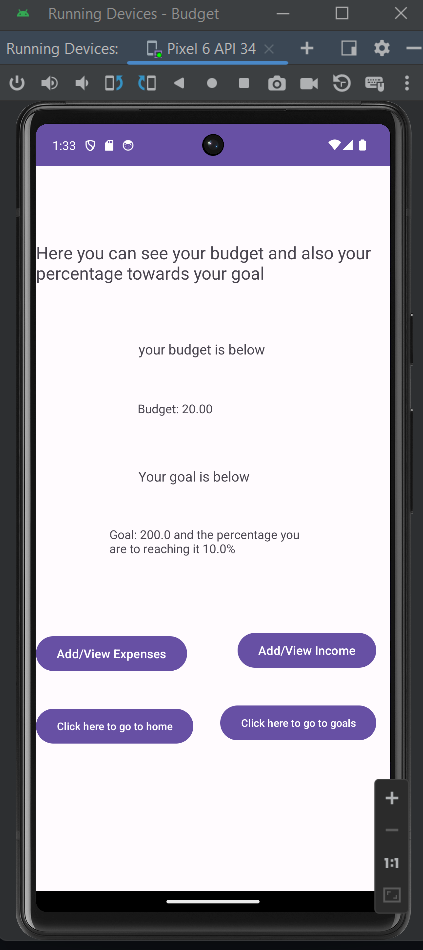 Running Devices - Budget
Running Devices:
Pixel 6 API 34
1:33
Here you can see your budget and also your
percentage towards your goal
your budget is below
Budget: 20.00
Your goal is below
Goal: 200.0 and the percentage you
are to reaching it 10.0%
Add/View Expenses
Add/View Income
Click here to go to home
Click here to go to goals
1:1